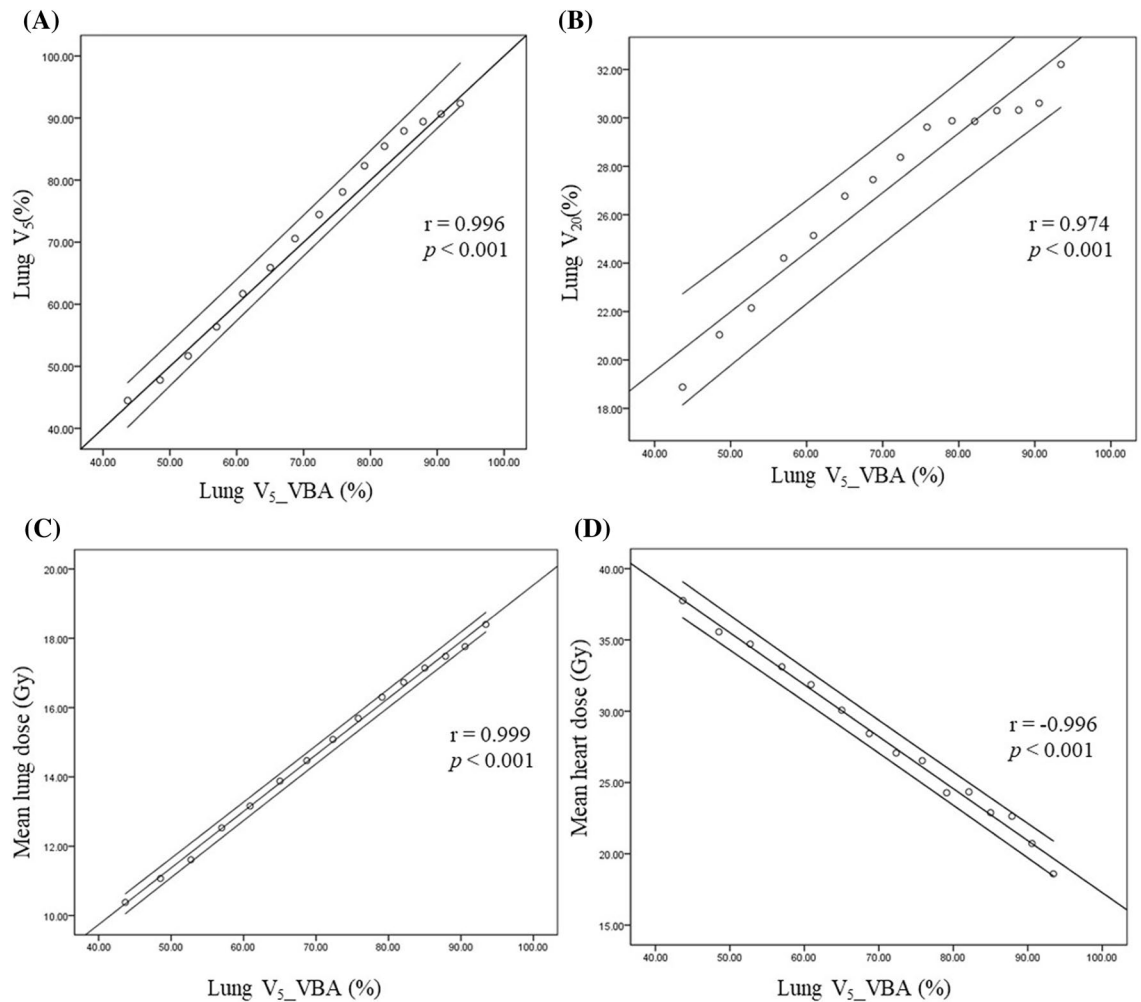 (A)
100.00
90.00
80.00
70.00
60.00
50.00
40.00
Lung V₅(%)
r = 0.996
p < 0.001
40.00 50.00 60.00 70.00 80.00 90.00 100.00
Lung V₅_VBA (%)
(B)
32.00
30.00
28.00
26.00
24.00
22.00
20.00
18.00
Lung V₂₀(%)
r = 0.974
p < 0.001
40.00 50.00 60.00 70.00 80.00 90.00 100.00
Lung V₅_VBA (%)
(C)
20.00
18.00
16.00
14.00
12.00
10.00
Mean lung dose (Gy)
r = 0.999
p < 0.001
40.00 50.00 60.00 70.00 80.00 90.00 100.00
Lung V₅_VBA (%)
(D)
40.00
35.00
30.00
25.00
20.00
15.00
Mean heart dose (Gy)
r = -0.996
p < 0.001
40.00 50.00 60.00 70.00 80.00 90.00 100.00
Lung V₅_VBA (%)